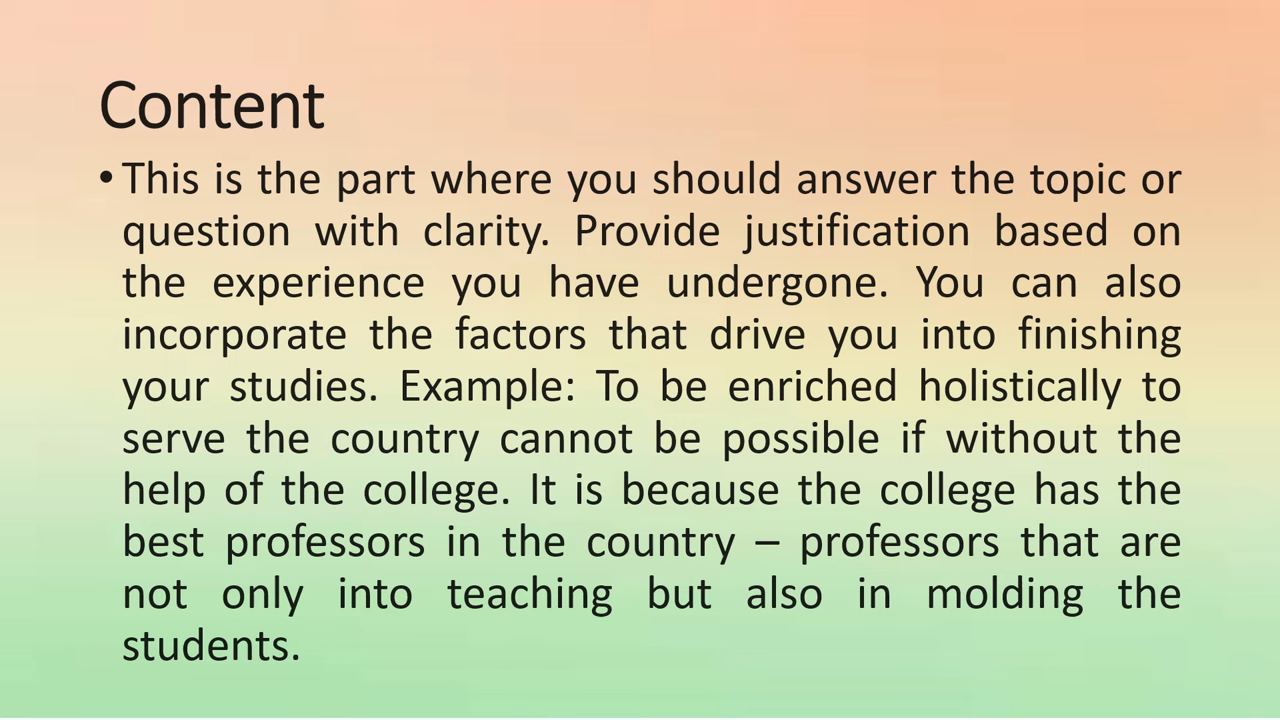 Content
• This is the part where you should answer the topic or
question with clarity. Provide justification based on
the experience you have undergone. You can also
incorporate the factors that drive you into finishing
your studies. Example: To be enriched holistically to
serve the country cannot be possible if without the
help of the college. It is because the college has the
best professors in the country – professors that are
not only into teaching but also in molding the
students.